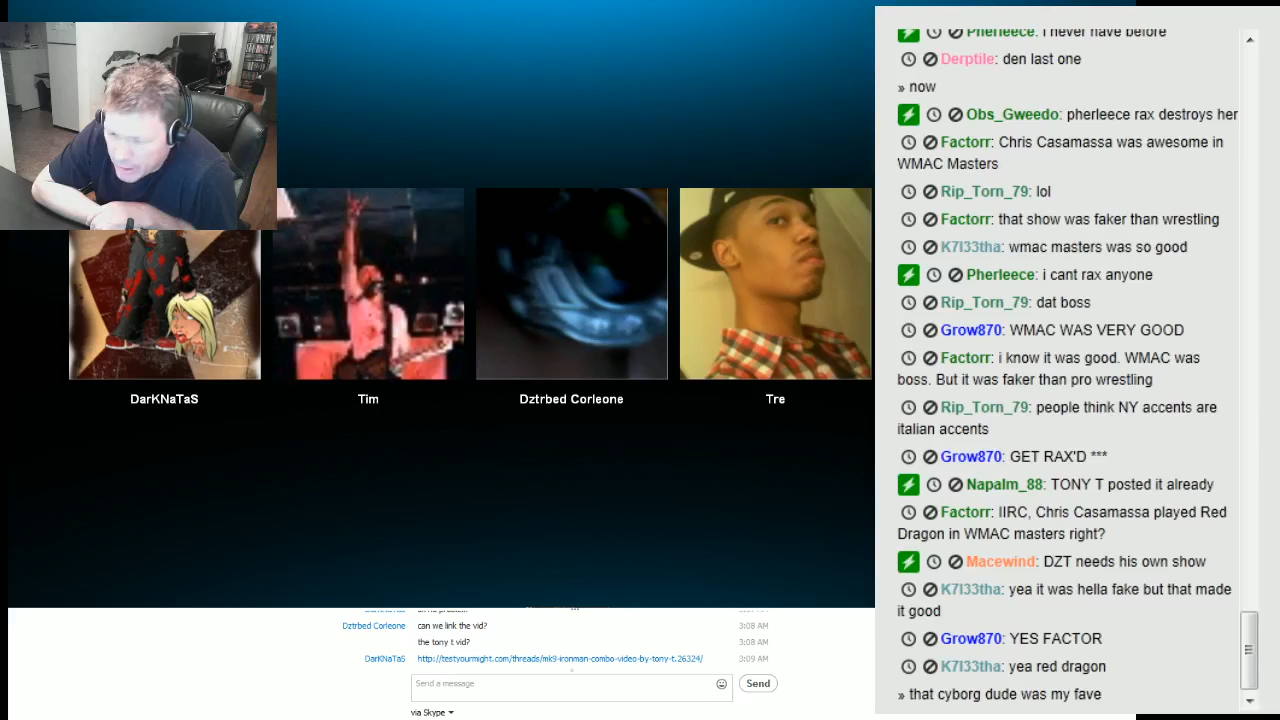 DarKNaTaS
Tim
Dztrbed Corleone
Tre
Dztrbed Corleone can we link the vid? 3:08 AM
the tony t vid? 3:08 AM
DarKNaTaS http://testyourmight.com/threads/mk9-ironman-combo-video-by-tony-t.26324/ 3:09 AM
Send a message
Send
via Skype
Pherleece: i never have before
Derptile: den last one
» now
Obs_Gweedo: pherleece rax destroys her
Factorr: Chris Casamassa was awesome in
WMAC Masters
Rip_Torn_79: lol
Factorr: that show was faker than wrestling
K7l33tha: wmac masters was so good
Pherleece: i cant rax anyone
Rip_Torn_79: dat boss
Grow870: WMAC WAS VERY GOOD
Factorr: i know it was good. WMAC was
boss. But it was faker than pro wrestling
Rip_Torn_79: people think NY accents are
italian accents
Grow870: GET RAX'D ***
Napalm_88: TONY T posted it already
Factorr: IIRC, Chris Casamassa played Red
Dragon in WMAC masters right?
Macewind: DZT needs his own show
K7l33tha: yea it was hella fake but that made
it good
Grow870: YES FACTOR
K7l33tha: yea red dragon
» that cyborg dude was my fave